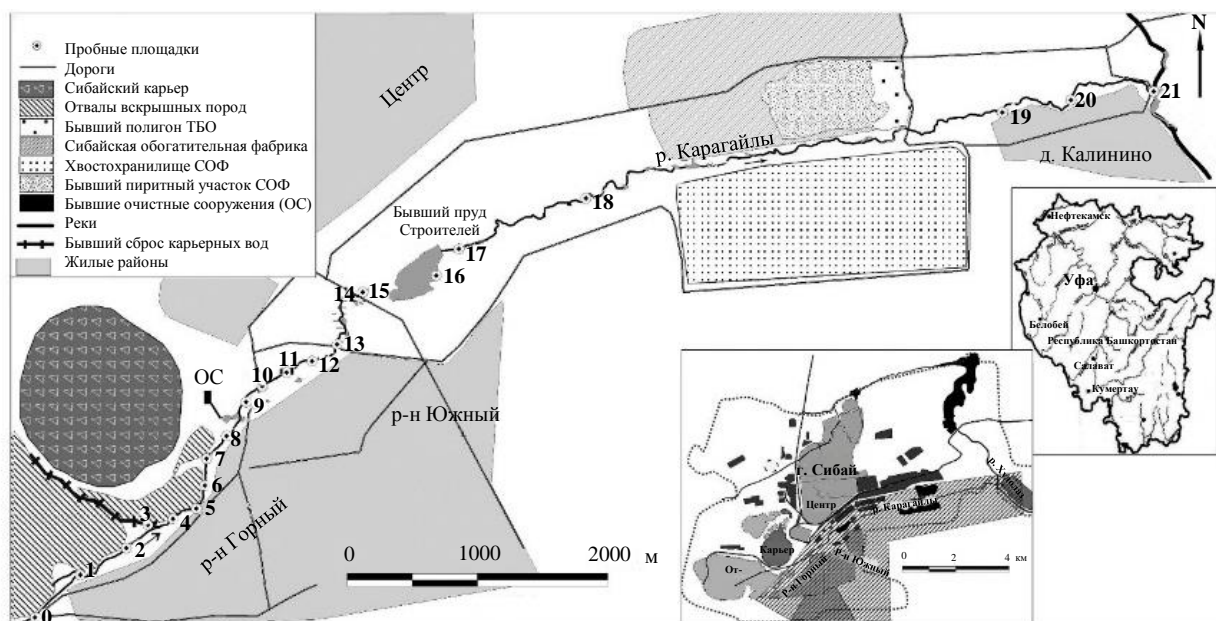 Пробные площадки
Дороги
Сибайский карьер
Отвалы вскрышных пород
Бывший полигон ТБО
Сибайская обогатительная фабрика
Хвостохранилище СОФ
Бывший пиритный участок СОФ
Бывшие очистные сооружения (ОС)
Реки
Бывший сброс карьерных вод
Жилые районы
Центр
N
р. Карагайлы
д. Калинино
Бывший пруд
Строителей
ОС
р-н Южный
р-н Горный
0
1
2
3
4
5
6
7
8
9
10
11
12
13
14
15
16
17
18
19
20
21
0 1000 2000 м
Нефтекамск
Уфа
Белобей
Республика Башкортостан
Салават
Кумертау
г. Сибай
Центр
р. Карагайлы
Карьер
От-
р-н Горный
р-н Южный
0 2 4 км